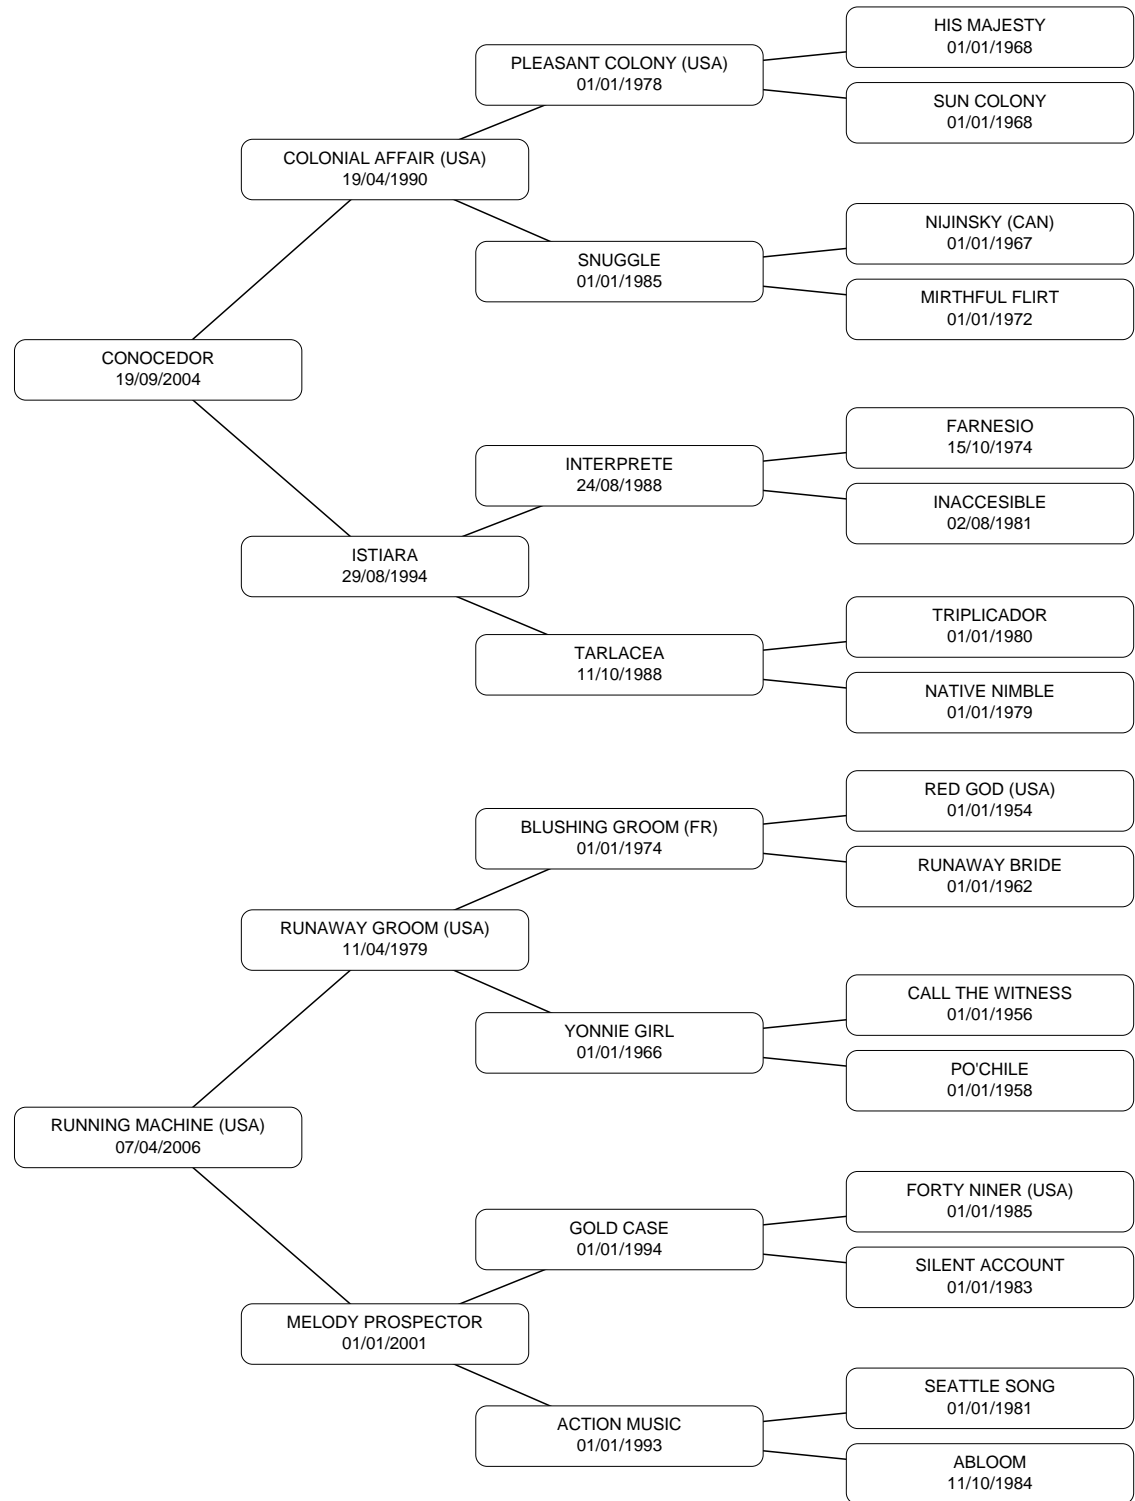 HIS MAJESTY
01/01/1968
PLEASANT COLONY (USA)
01/01/1978
SUN COLONY
01/01/1968
COLONIAL AFFAIR (USA)
19/04/1990
NIJINSKY (CAN)
01/01/1967
SNUGGLE
01/01/1985
MIRTHFUL FLIRT
01/01/1972
CONOCEDOR
19/09/2004
FARNESIO
15/10/1974
INTERPRETE
24/08/1988
INACCESIBLE
02/08/1981
ISTIARA
29/08/1994
TRIPLICADOR
01/01/1980
TARLACEA
11/10/1988
NATIVE NIMBLE
01/01/1979
RED GOD (USA)
01/01/1954
BLUSHING GROOM (FR)
01/01/1974
RUNAWAY BRIDE
01/01/1962
RUNAWAY GROOM (USA)
11/04/1979
CALL THE WITNESS
01/01/1956
YONNIE GIRL
01/01/1966
PO'CHILE
01/01/1958
RUNNING MACHINE (USA)
07/04/2006
FORTY NINER (USA)
01/01/1985
GOLD CASE
01/01/1994
SILENT ACCOUNT
01/01/1983
MELODY PROSPECTOR
01/01/2001
SEATTLE SONG
01/01/1981
ACTION MUSIC
01/01/1993
ABLOOM
11/10/1984